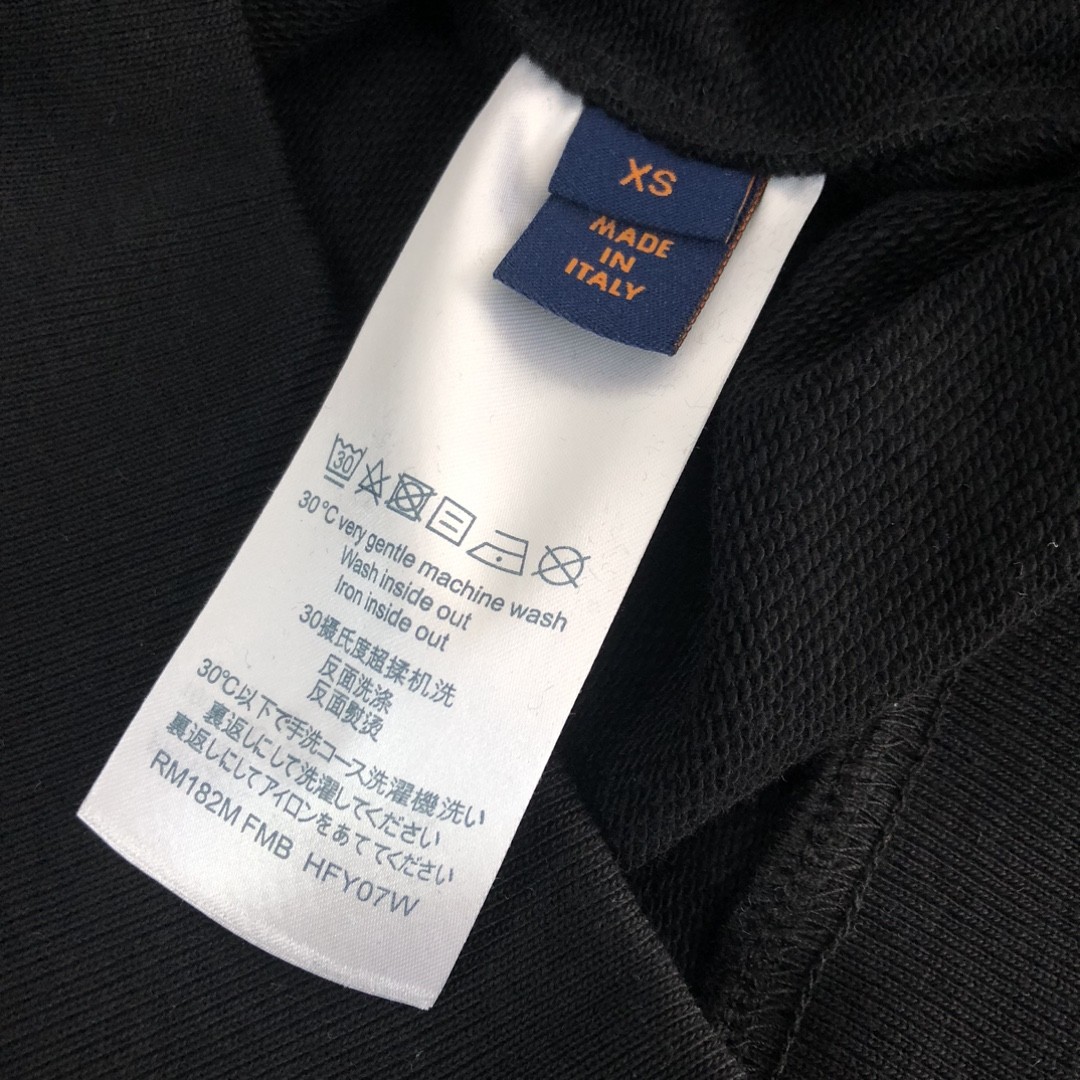 XS
MADE
IN
ITALY
30
30°C very gentle machine wash
Wash inside out
Iron inside out
30摄氏度超揉机洗
反面洗涤
反面熨烫
30℃以下で手洗コース洗濯機洗い
裏返しにして洗濯してください
裏返しにしてアイロンをあててください
RM182M FMB HFY07W